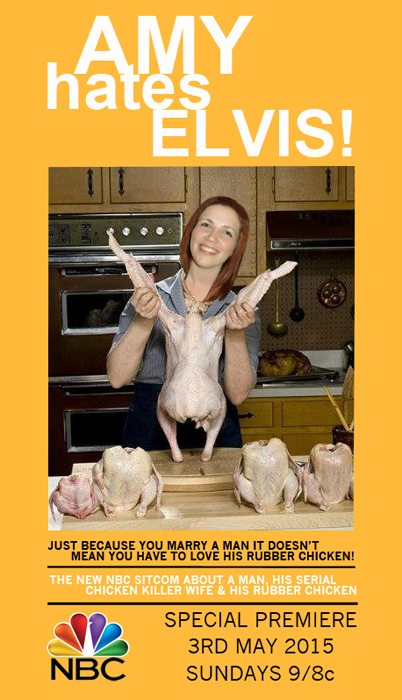 AMY
hates
ELVIS!
JUST BECAUSE YOU MARRY A MAN IT DOESN'T
MEAN YOU HAVE TO LOVE HIS RUBBER CHICKEN!
THE NEW NBC SITCOM ABOUT A MAN, HIS SERIAL
CHICKEN KILLER WIFE & HIS RUBBER CHICKEN
NBC
SPECIAL PREMIERE
3RD MAY 2015
SUNDAYS 9/8c